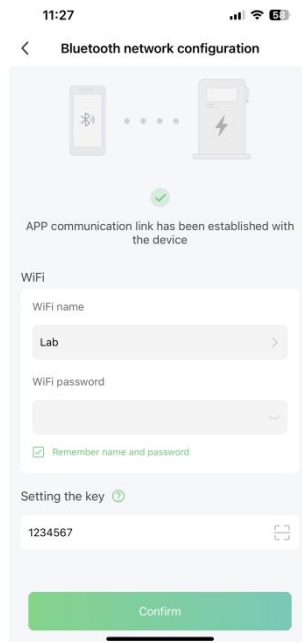 11:27
58
Bluetooth network configuration
APP communication link has been established with
the device
WiFi
WiFi name
Lab
WiFi password
Remember name and password
Setting the key
1234567
Confirm